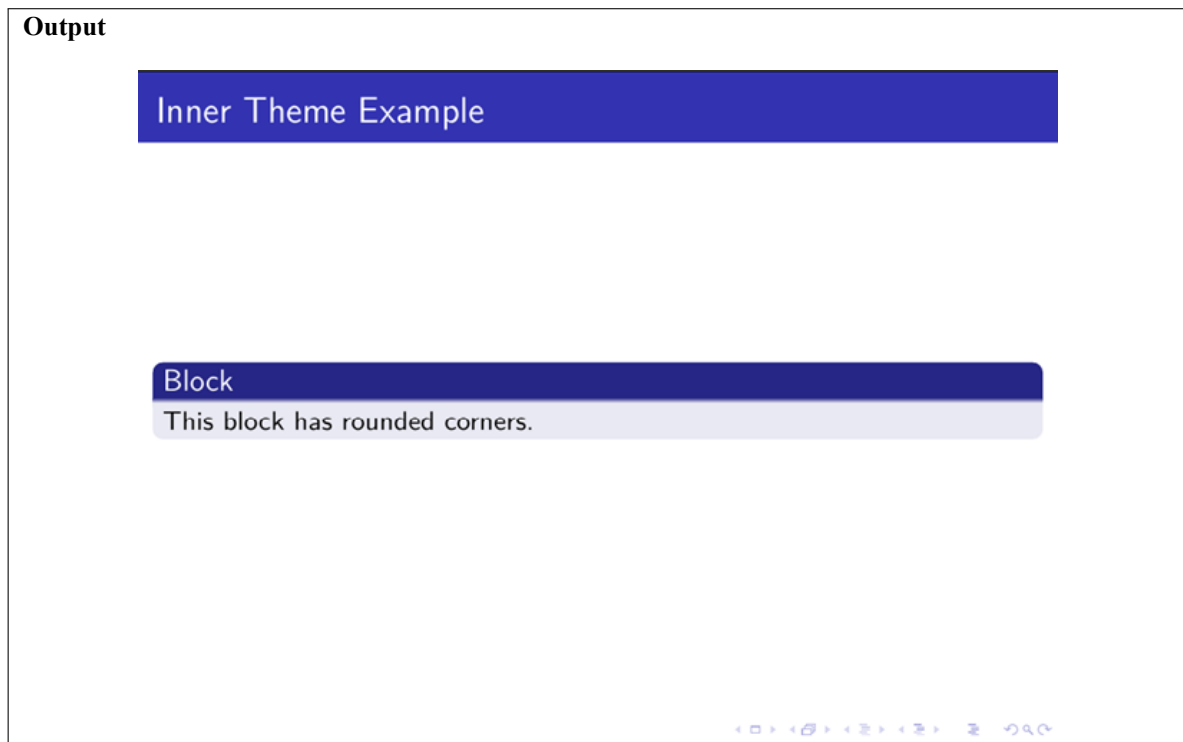 Output
Inner Theme Example
Block
This block has rounded corners.